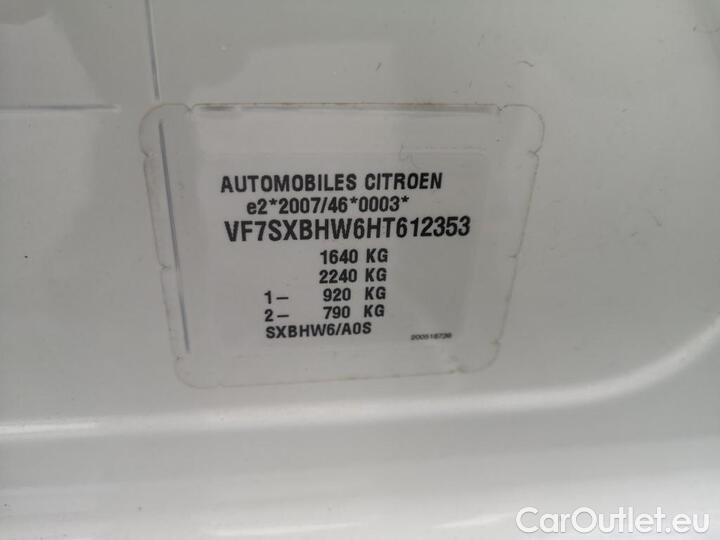 AUTOMOBILES CITROEN
e2*2007/46*0003*
VF7SXBHW6HT612353
1640 KG
2240 KG
1- 920 KG
2- 790 KG
SXBHW6/A0S
CarOutlet.eu